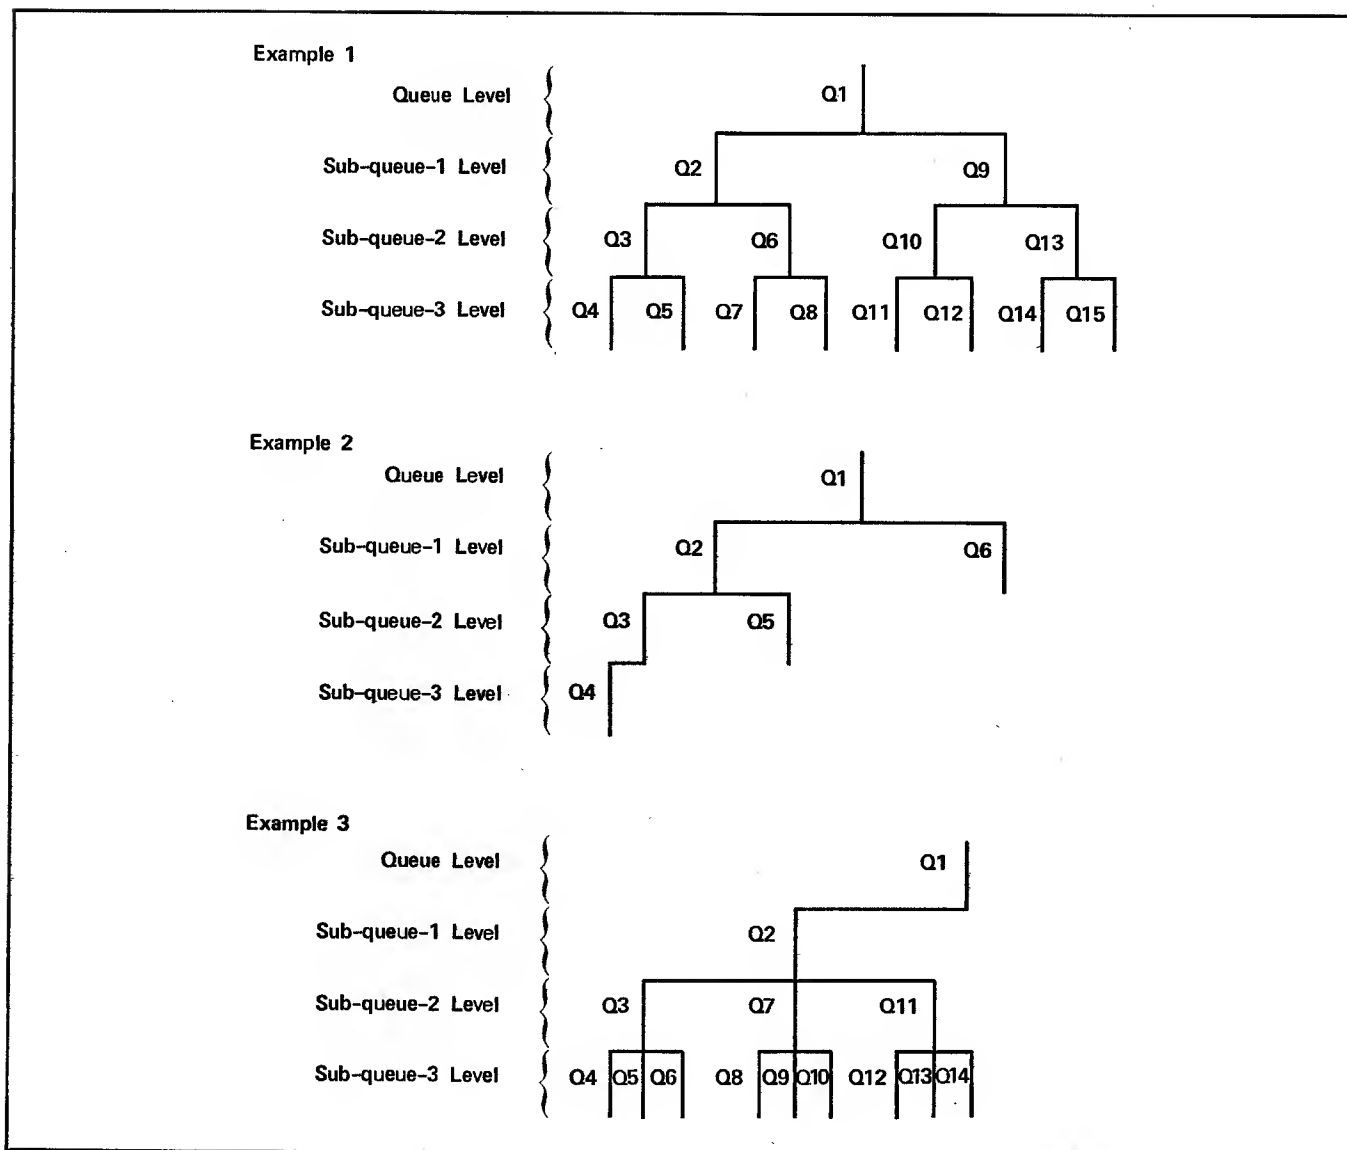 Example 1
Queue Level Q1
Sub-queue-1 Level Q2 Q9
Sub-queue-2 Level Q3 Q6 Q10 Q13
Sub-queue-3 Level Q4 Q5 Q7 Q8 Q11 Q12 Q14 Q15
Example 2
Queue Level Q1
Sub-queue-1 Level Q2 Q6
Sub-queue-2 Level Q3 Q5
Sub-queue-3 Level Q4
Example 3
Queue Level Q1
Sub-queue-1 Level Q2
Sub-queue-2 Level Q3 Q7 Q11
Sub-queue-3 Level Q4 Q5 Q6 Q8 Q9 Q10 Q12 Q13 Q14